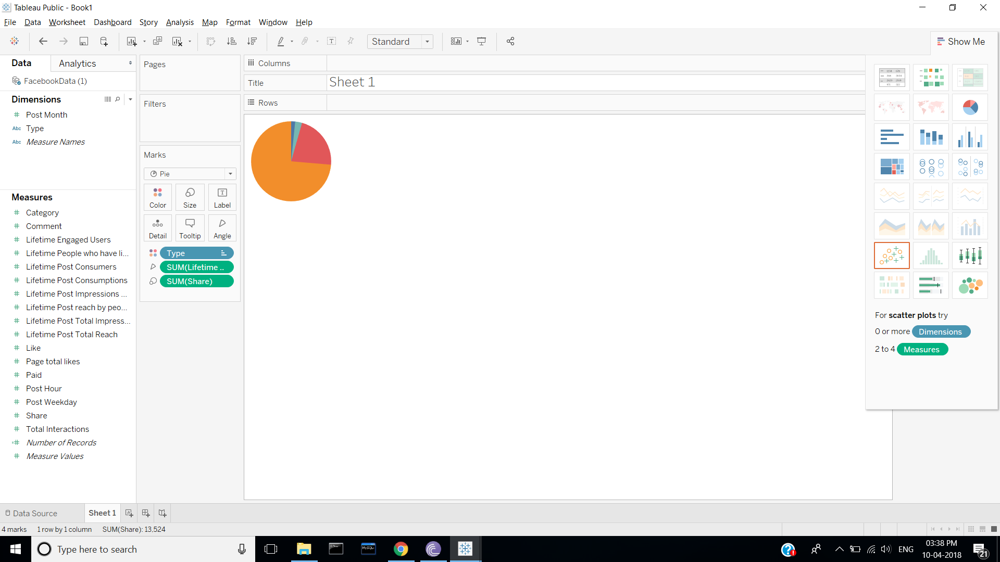 Tableau Public - Book1
File Data Worksheet Dashboard Story Analysis Map Format Window Help
Standard
Show Me
Data Analytics
FacebookData (1)
Dimensions
Post Month
Abc Type
Abc Measure Names
Measures
Category
Comment
Lifetime Engaged Users
Lifetime People who have li...
Lifetime Post Consumers
Lifetime Post Consumptions
Lifetime Post Impressions ...
Lifetime Post reach by peo...
Lifetime Post Total Impress...
Lifetime Post Total Reach
Like
Page total likes
Paid
Post Hour
Post Weekday
Share
Total Interactions
Number of Records
Measure Values
Pages
Filters
Marks
Pie
Color Size Label
Detail Tooltip Angle
Type
SUM(Lifetime ..
SUM(Share)
Columns
Title Sheet 1
Rows
For scatter plots try
0 or more Dimensions
2 to 4 Measures
Data Source Sheet 1
4 marks 1 row by 1 column SUM(Share): 13,524
Type here to search
MySQL
ENG
03:38 PM
10-04-2018
21